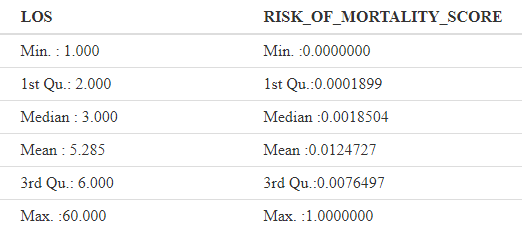 LOS RISK_OF_MORTALITY_SCORE
Min. : 1.000 Min. :0.0000000
1st Qu.: 2.000 1st Qu.:0.0001899
Median : 3.000 Median :0.0018504
Mean : 5.285 Mean :0.0124727
3rd Qu.: 6.000 3rd Qu.:0.0076497
Max. :60.000 Max. :1.0000000